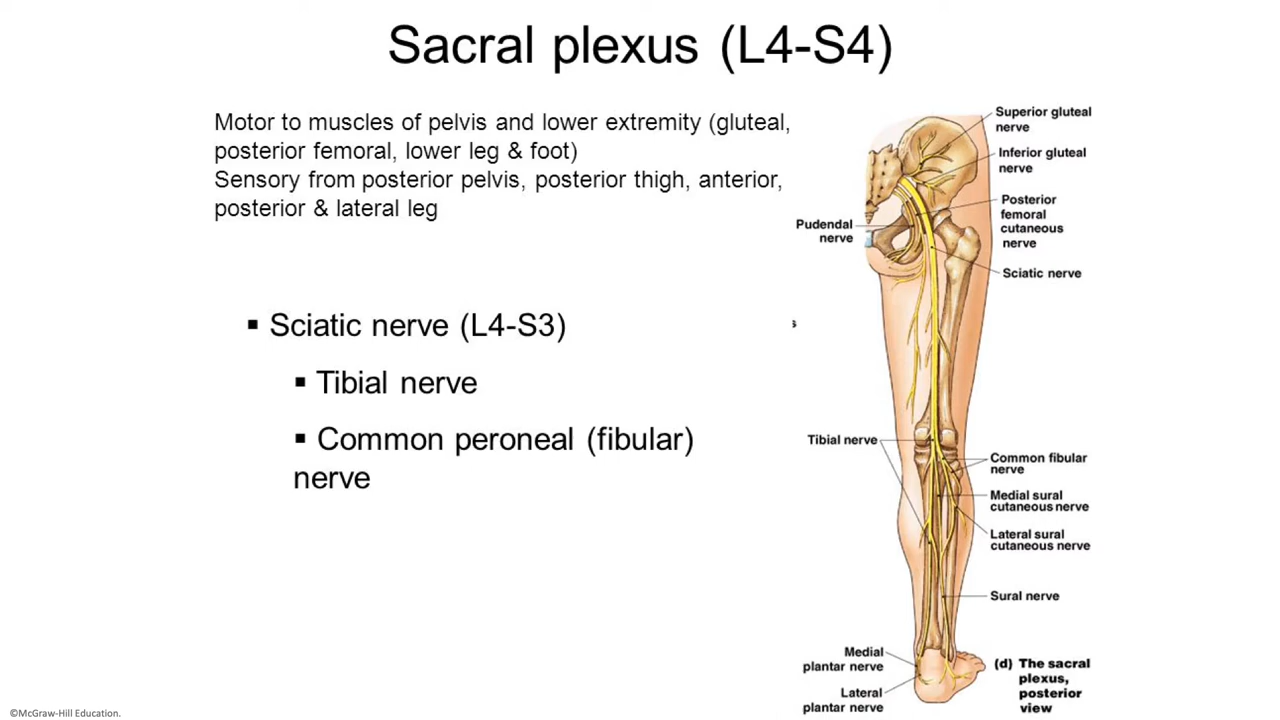 Sacral plexus (L4-S4)
Motor to muscles of pelvis and lower extremity (gluteal,
posterior femoral, lower leg & foot)
Sensory from posterior pelvis, posterior thigh, anterior,
posterior & lateral leg
▪ Sciatic nerve (L4-S3)
▪ Tibial nerve
▪ Common peroneal (fibular)
nerve
Superior gluteal
nerve
Inferior gluteal
nerve
Posterior
femoral
cutaneous
nerve
Pudendal
nerve
Sciatic nerve
s
Tibial nerve
Common fibular
nerve
Medial sural
cutaneous nerve
Lateral sural
cutaneous nerve
Sural nerve
Medial
plantar nerve
Lateral
plantar nerve
(d) The sacral
plexus,
posterior
view
©McGraw-Hill Education.